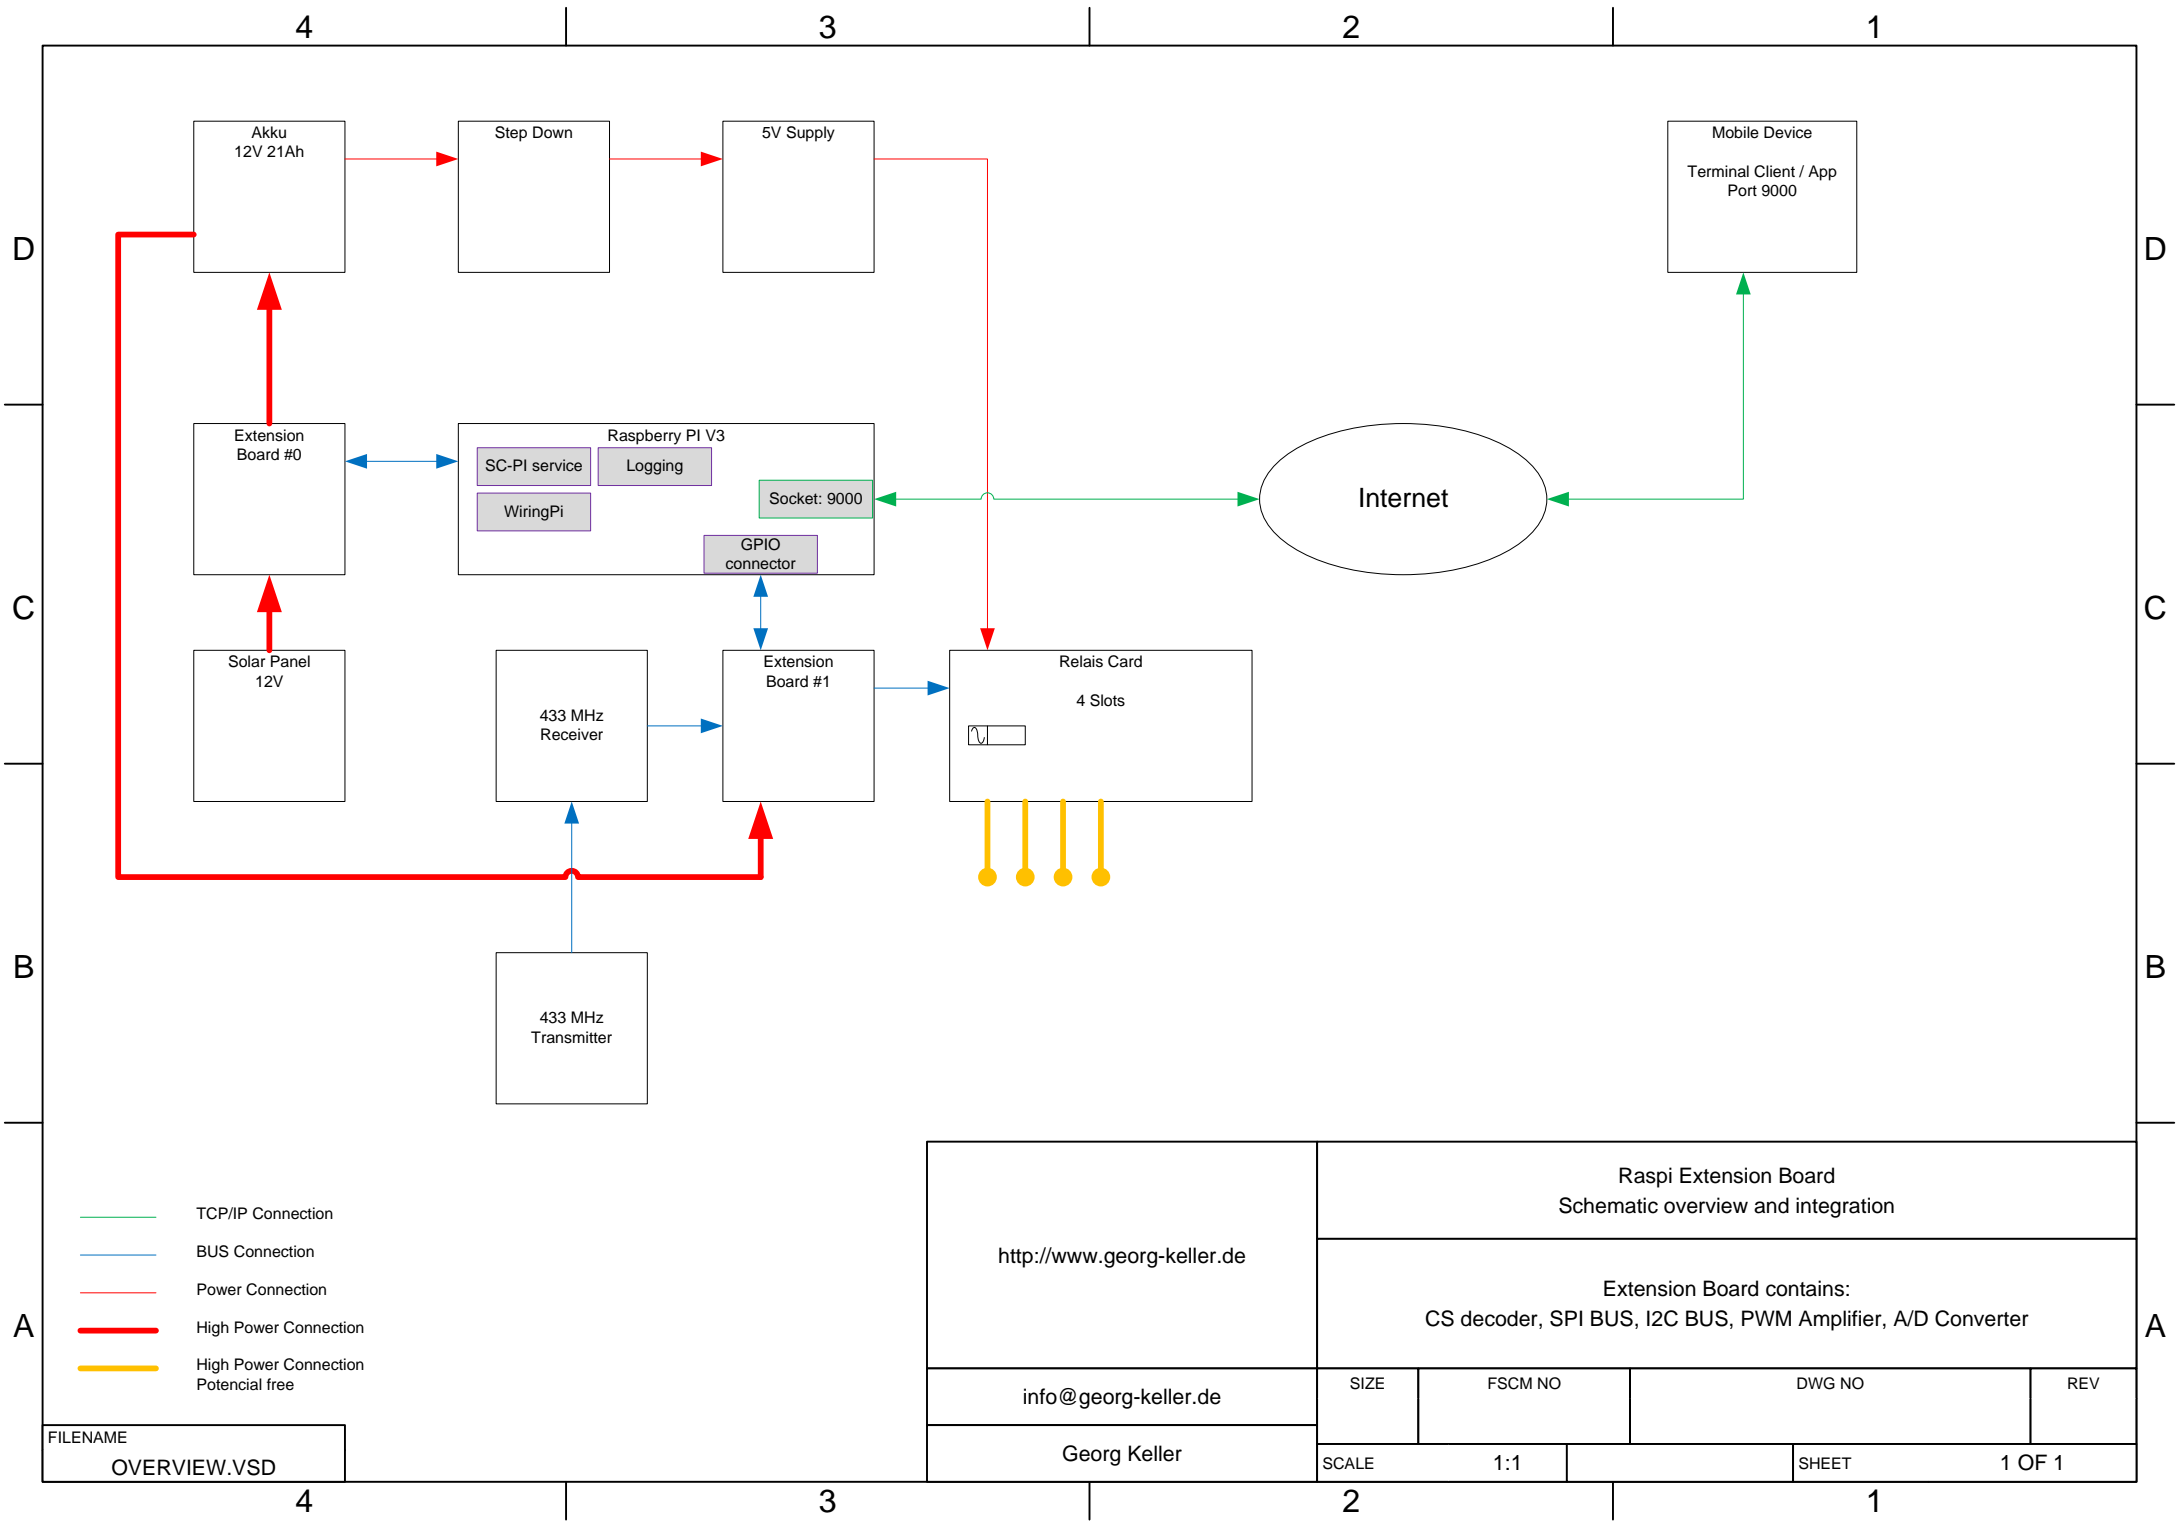 4
3
2
1
Akku
12V 21Ah
Step Down
5V Supply
Mobile Device
Terminal Client / App
Port 9000
D
D
Extension
Board #0
Raspberry PI V3
SC-PI service
Logging
WiringPi
Socket: 9000
GPIO
connector
Internet
C
C
Solar Panel
12V
433 MHz
Receiver
Extension
Board #1
Relais Card
4 Slots
B
B
433 MHz
Transmitter
TCP/IP Connection
BUS Connection
Power Connection
High Power Connection
High Power Connection
Potencial free
A
A
http://www.georg-keller.de
info@georg-keller.de
Georg Keller
Raspi Extension Board
Schematic overview and integration
Extension Board contains:
CS decoder, SPI BUS, I2C BUS, PWM Amplifier, A/D Converter
SIZE
FSCM NO
DWG NO
REV
SCALE
1:1
SHEET
1 OF 1
FILENAME
OVERVIEW.VSD
4
3
2
1